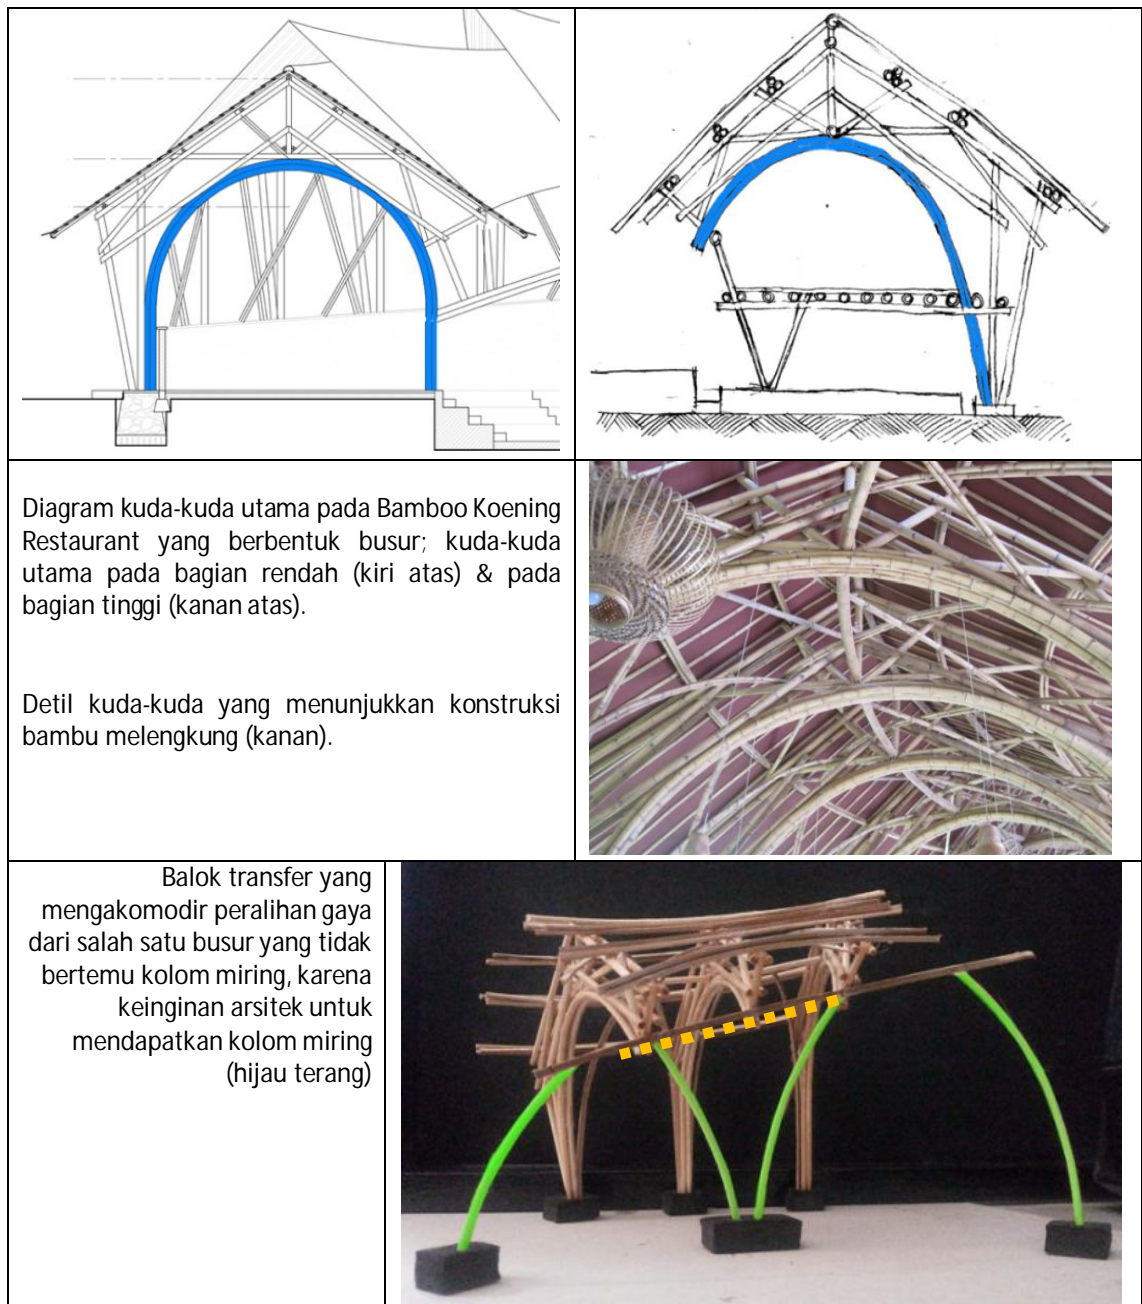 Diagram kuda-kuda utama pada Bamboo Koening
Restaurant yang berbentuk busur; kuda-kuda
utama pada bagian rendah (kiri atas) & pada
bagian tinggi (kanan atas).
Detil kuda-kuda yang menunjukkan konstruksi
bambu melengkung (kanan).
Balok transfer yang
mengakomodir peralihan gaya
dari salah satu busur yang tidak
bertemu kolom miring, karena
keinginan arsitek untuk
mendapatkan kolom miring
(hijau terang)